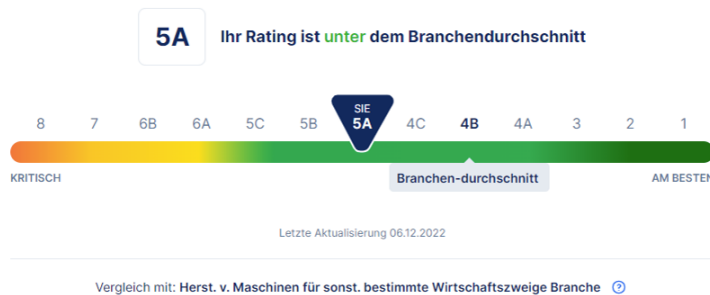 5A
Ihr Rating ist unter dem Branchendurchschnitt
8 7 6B 6A 5C 5B SIE 5A 4C 4B 4A 3 2 1
KRITISCH AM BESTEN
Branchen-durchschnitt
Letzte Aktualisierung 06.12.2022
Vergleich mit: Herst. v. Maschinen für sonst. bestimmte Wirtschaftszweige Branche